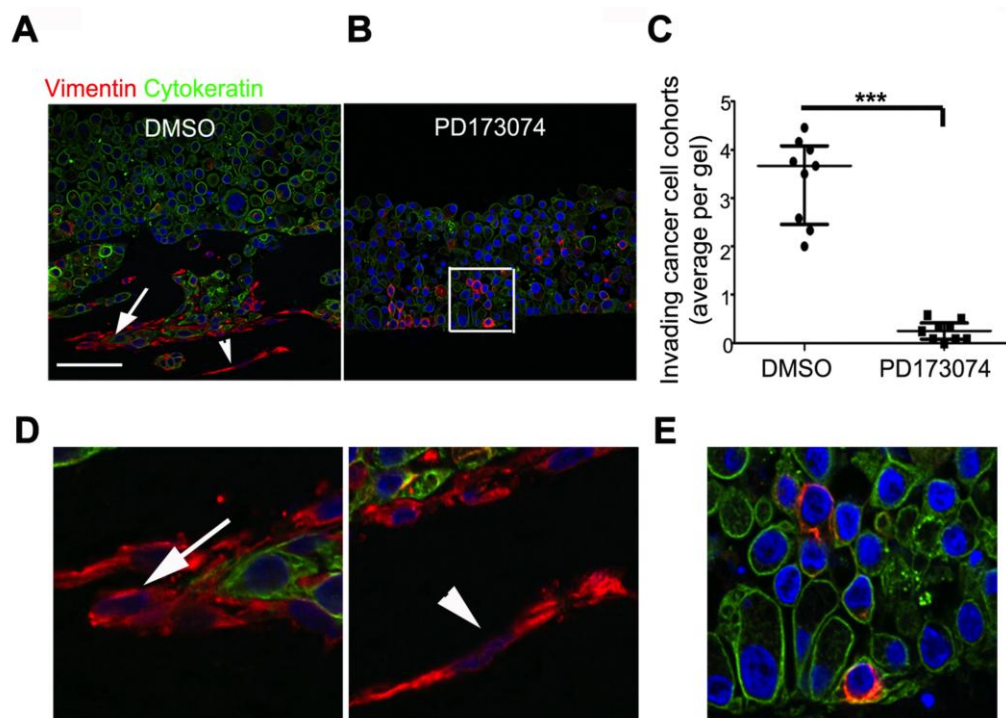 A
B
C
Vimentin Cytokeratin
DMSO
PD173074
Invading cancer cell cohorts
(average per gel)
***
5
4
3
2
1
0
DMSO
PD173074
D
E